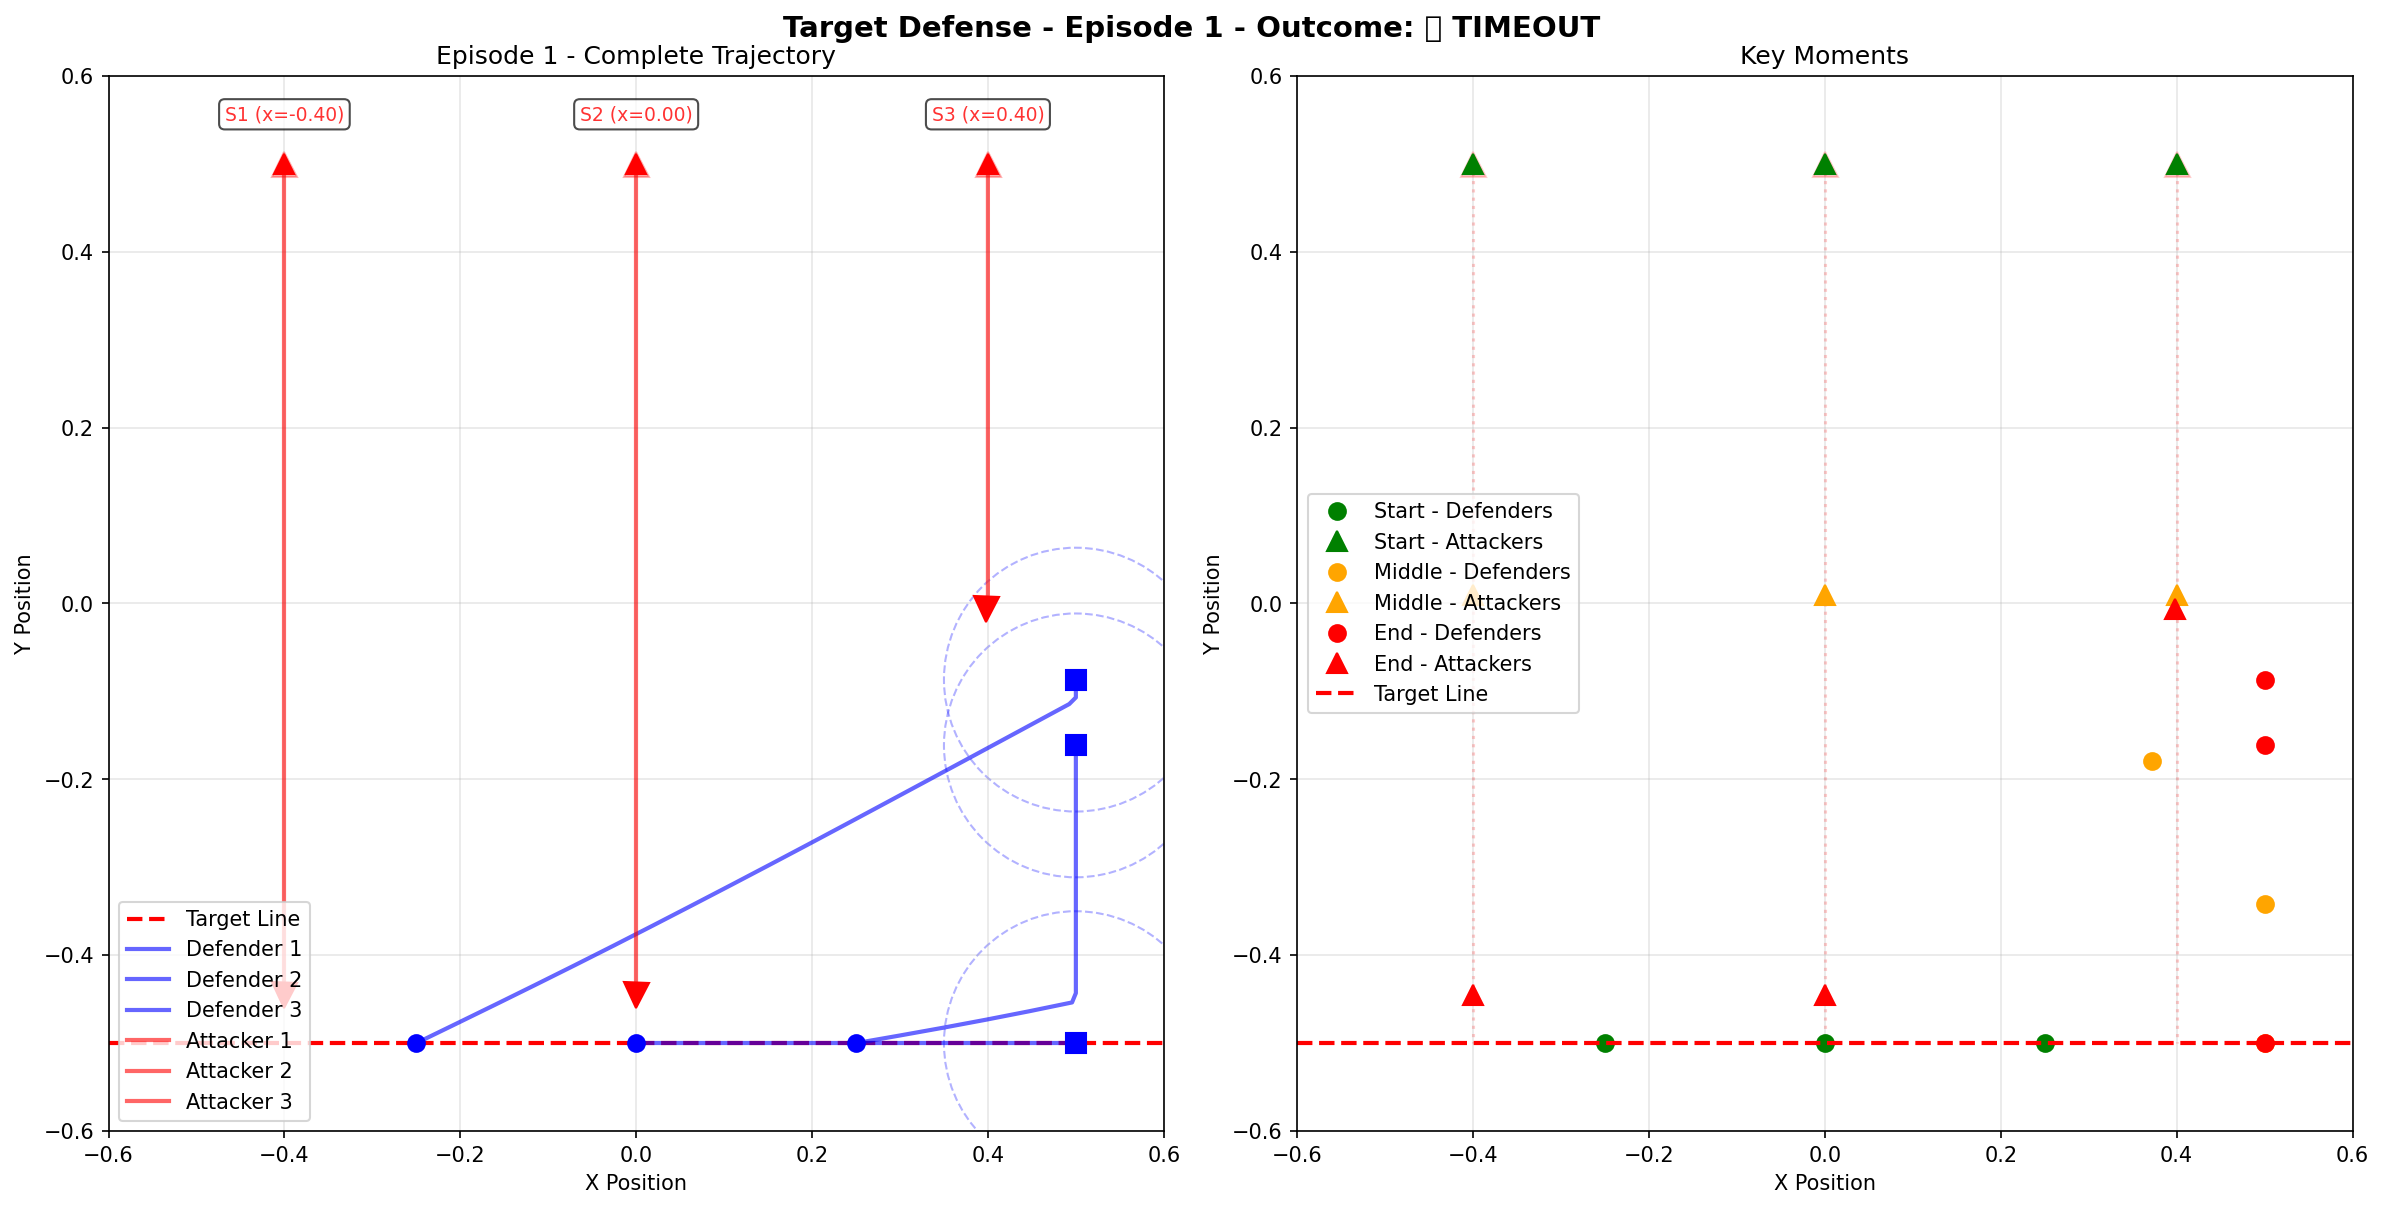 Target Defense - Episode 1 - Outcome: ▯ TIMEOUT
Episode 1 - Complete Trajectory
S1 (x=-0.40)
S2 (x=0.00)
S3 (x=0.40)
Y Position
0.6
0.4
0.2
0.0
−0.2
−0.4
−0.6
Target Line
Defender 1
Defender 2
Defender 3
Attacker 1
Attacker 2
Attacker 3
−0.6
−0.4
−0.2
0.0
0.2
0.4
0.6
X Position
Key Moments
Y Position
0.6
0.4
0.2
0.0
−0.2
−0.4
−0.6
Start - Defenders
Start - Attackers
Middle - Defenders
Middle - Attackers
End - Defenders
End - Attackers
Target Line
−0.6
−0.4
−0.2
0.0
0.2
0.4
0.6
X Position